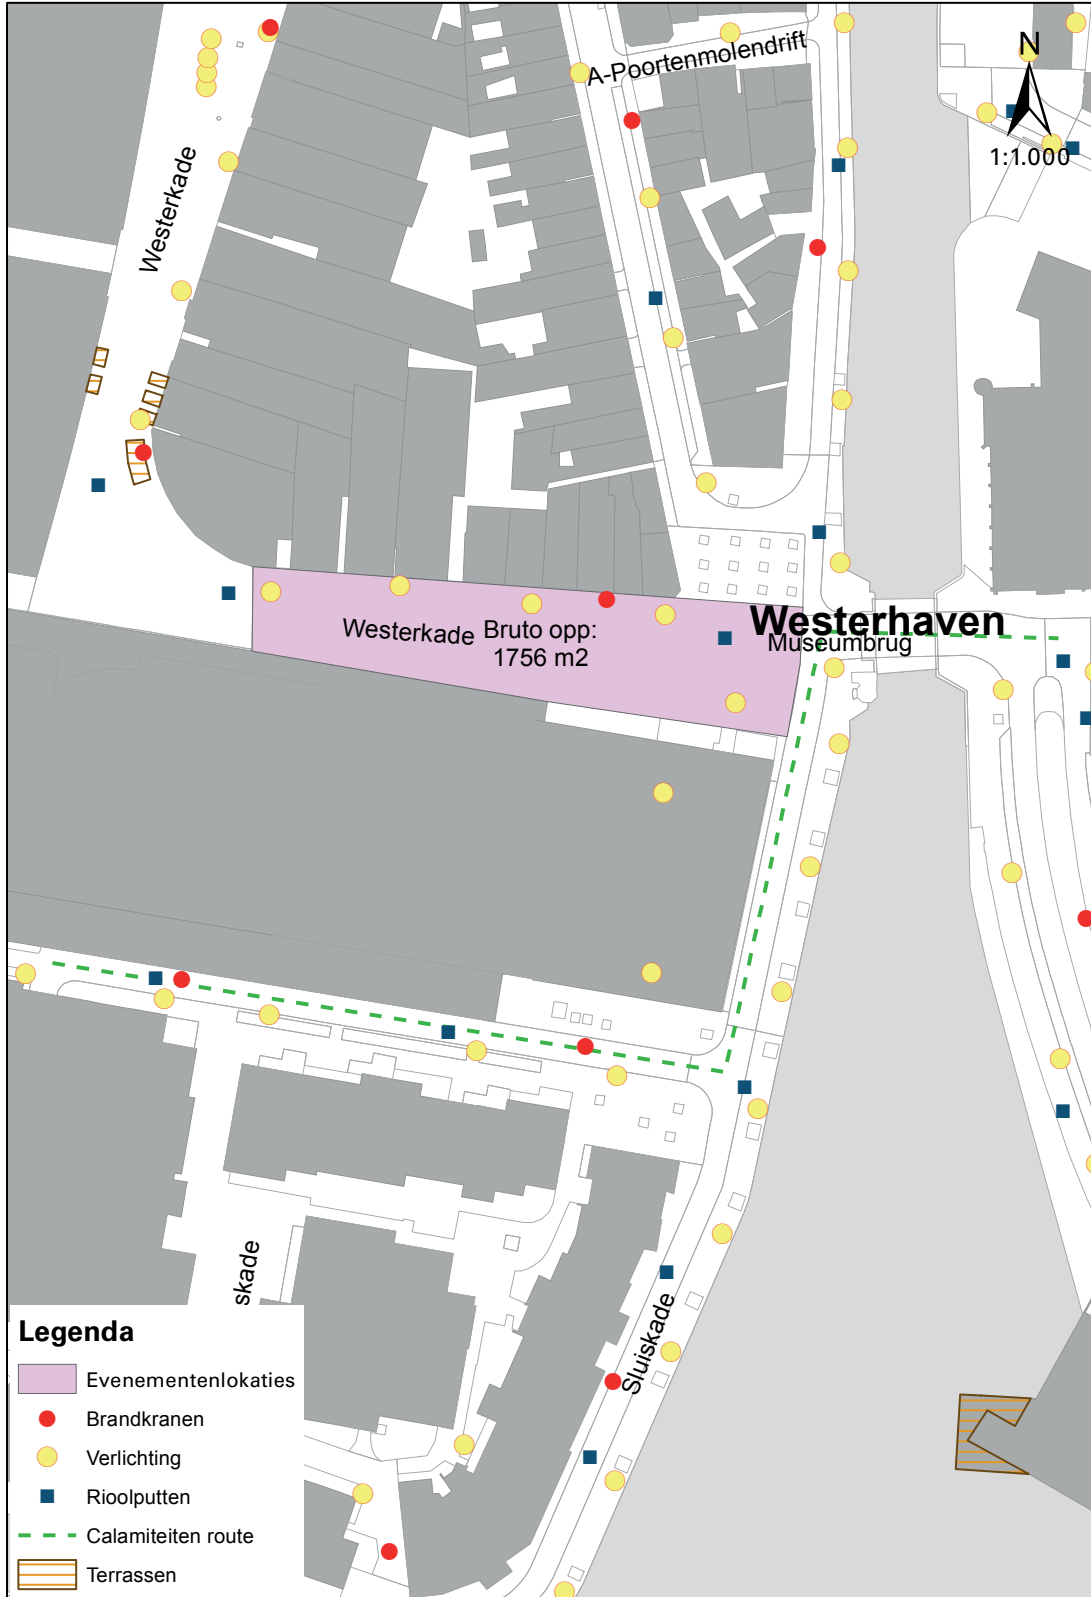 A-Poortenmolendrift
N
1:1.000
Westerkade
Westerkade
Bruto opp:
1756 m2
Westerhaven
Museumbrug
skade
Sluiskade
Legenda
Evenementenlokaties
Brandkranen
Verlichting
Rioolputten
Calamiteiten route
Terrassen